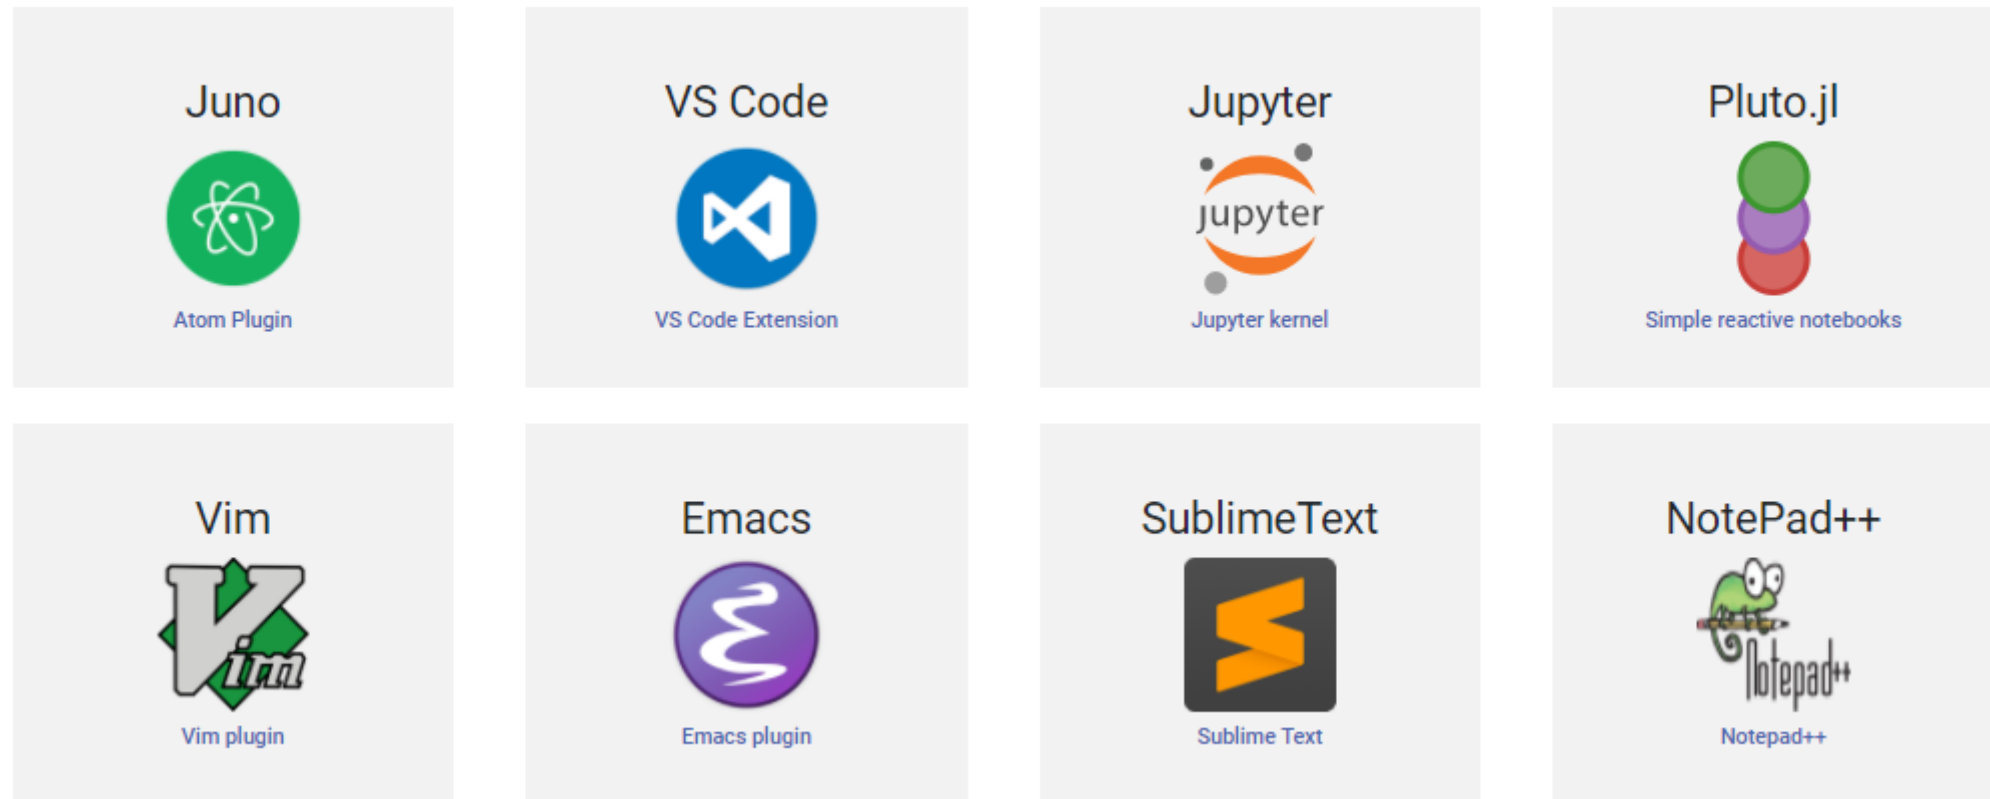 Juno
Atom Plugin
VS Code
VS Code Extension
Jupyter
jupyter
Jupyter kernel
Pluto.jl
Simple reactive notebooks
Vim
Vim
Vim plugin
Emacs
Emacs plugin
SublimeText
Sublime Text
NotePad++
Notepad++
Notepad++